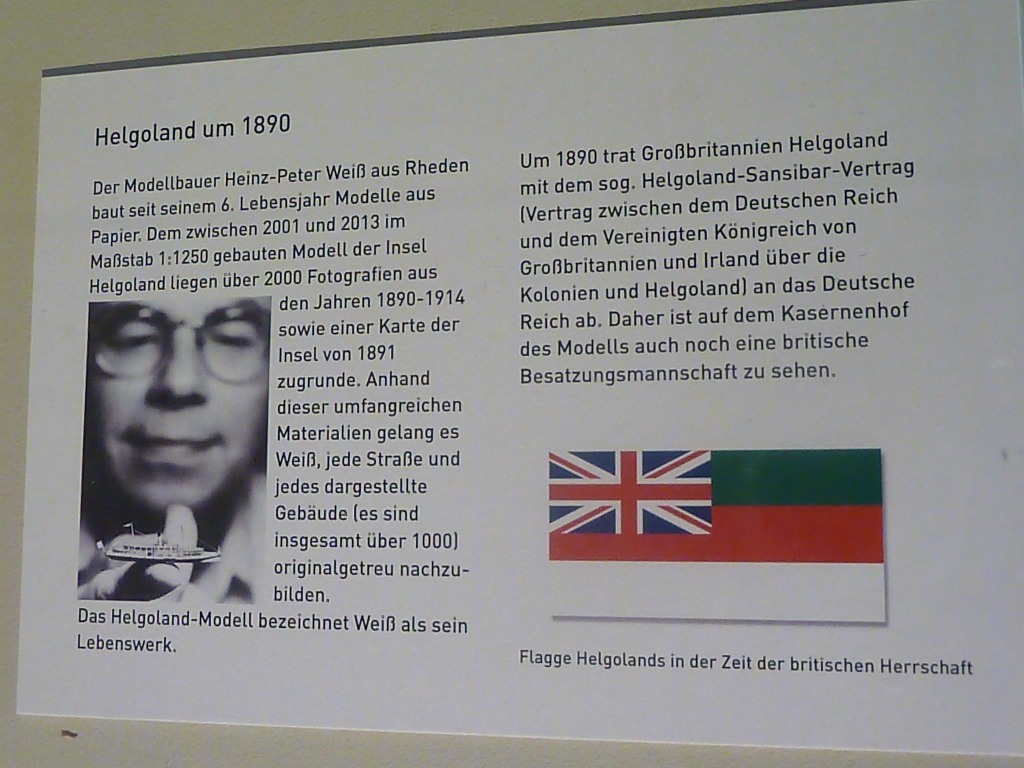 Helgoland um 1890
Der Modellbauer Heinz-Peter Weiß aus Rheden
baut seit seinem 6. Lebensjahr Modelle aus
Papier. Dem zwischen 2001 und 2013 im
Maßstab 1:1250 gebauten Modell der Insel
Helgoland liegen über 2000 Fotografien aus
den Jahren 1890-1914
sowie einer Karte der
Insel von 1891
zugrunde. Anhand
dieser umfangreichen
Materialien gelang es
Weiß, jede Straße und
jedes dargestellte
Gebäude (es sind
insgesamt über 1000)
originalgetreu nachzu-
bilden.
Das Helgoland-Modell bezeichnet Weiß als sein
Lebenswerk.
Um 1890 trat Großbritannien Helgoland
mit dem sog. Helgoland-Sansibar-Vertrag
(Vertrag zwischen dem Deutschen Reich
und dem Vereinigten Königreich von
Großbritannien und Irland über die
Kolonien und Helgoland) an das Deutsche
Reich ab. Daher ist auf dem Kasernenhof
des Modells auch noch eine britische
Besatzungsmannschaft zu sehen.
Flagge Helgolands in der Zeit der britischen Herrschaft